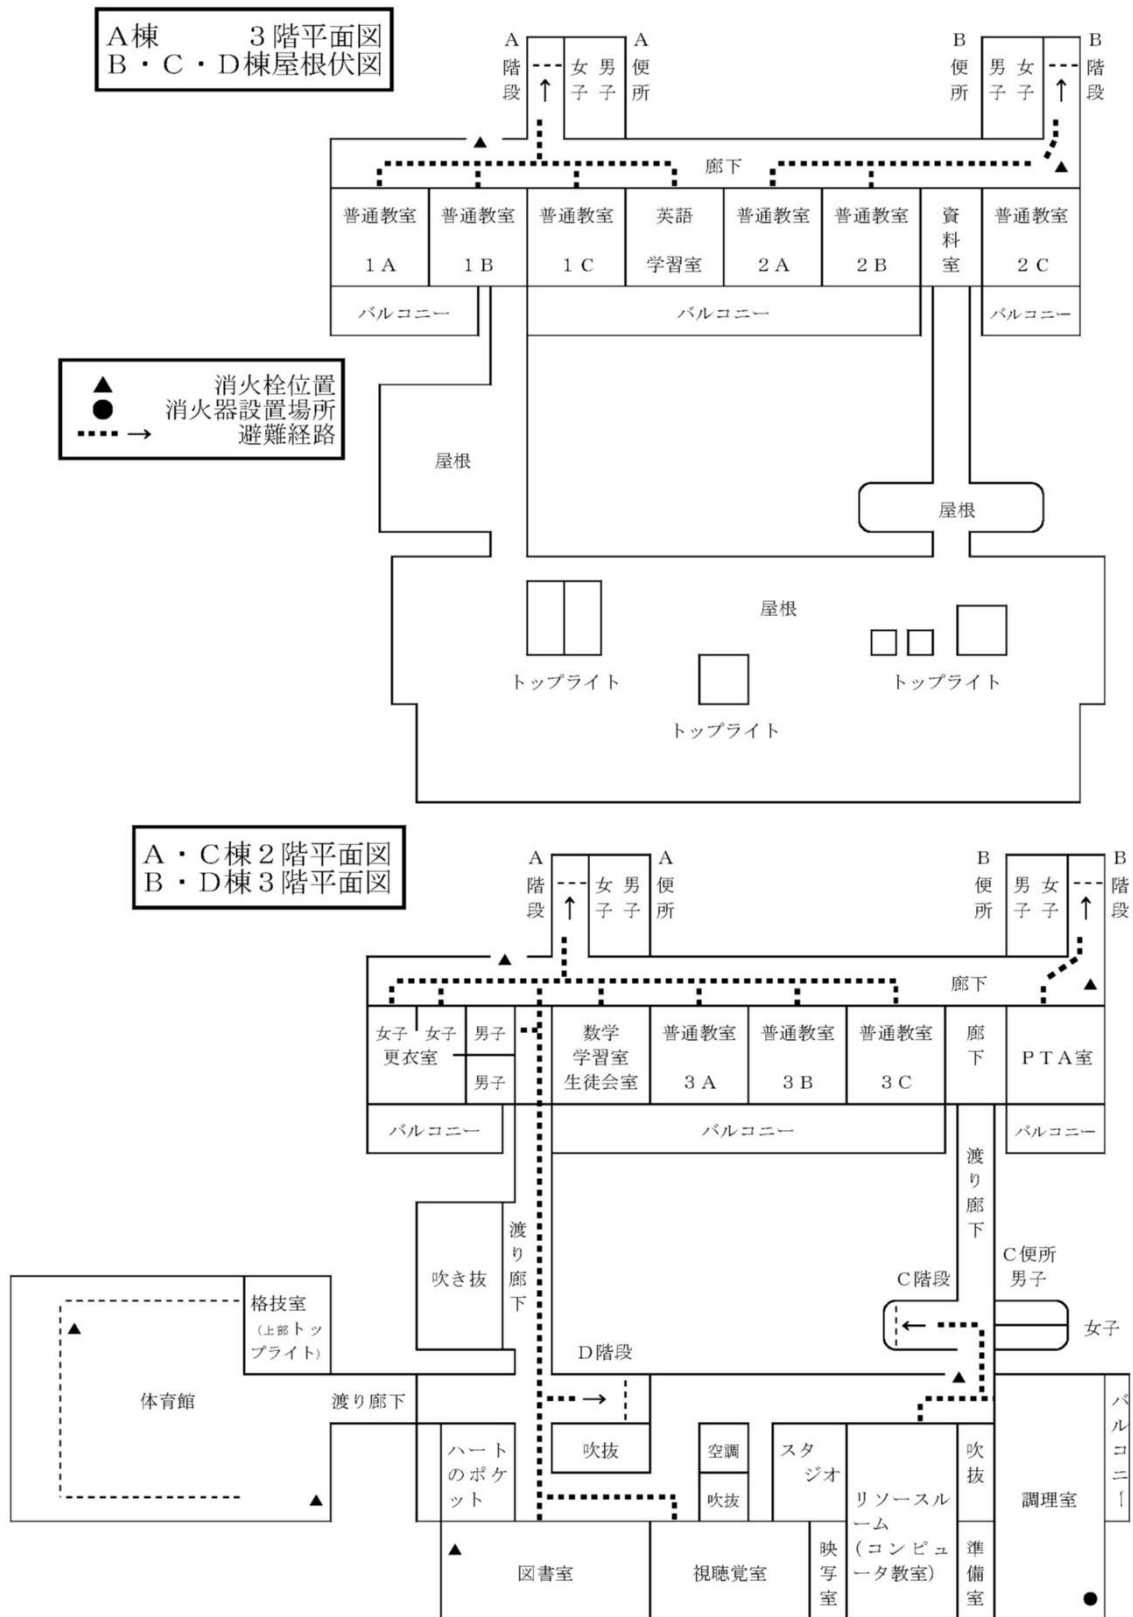 A棟　　　3階平面図
B・C・D棟屋根伏図
A階段
女子
男子
A便所
B便所
男子
女子
B階段
廊下
普通教室
1A
普通教室
1B
普通教室
1C
英語
学習室
普通教室
2A
普通教室
2B
資料室
普通教室
2C
バルコニー
バルコニー
バルコニー
▲　消火栓位置
●　消火器設置場所
→　避難経路
屋根
屋根
屋根
トップライト
トップライト
トップライト
A・C棟2階平面図
B・D棟3階平面図
A階段
女子
男子
A便所
B便所
男子
女子
B階段
廊下
女子
女子
更衣室
男子
男子
数学
学習室
生徒会室
普通教室
3A
普通教室
3B
普通教室
3C
廊下
PTA室
バルコニー
バルコニー
バルコニー
渡り廊下
渡り廊下
吹き抜
C階段
C便所
男子
女子
格技室
(上部トッ
プライト)
D階段
体育館
渡り廊下
ハート
のポケ
ット
吹抜
空調
吹抜
スタ
ジオ
リソースル
ーム
(コンピュ
ータ教室)
吹抜
準備室
調理室
バルコニー
図書室
視聴覚室
映写室